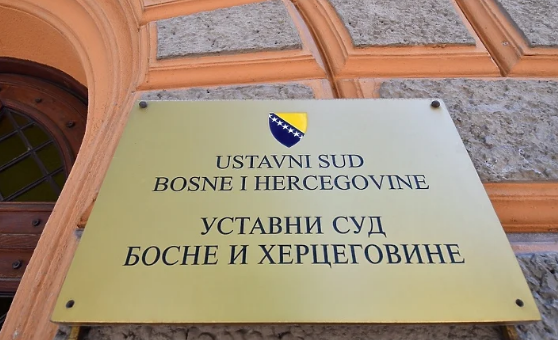 USTAVNI SUD
BOSNE I HERCEGOVINE
УСТАВНИ СУД
БОСНЕ И ХЕРЦЕГОВИНЕ